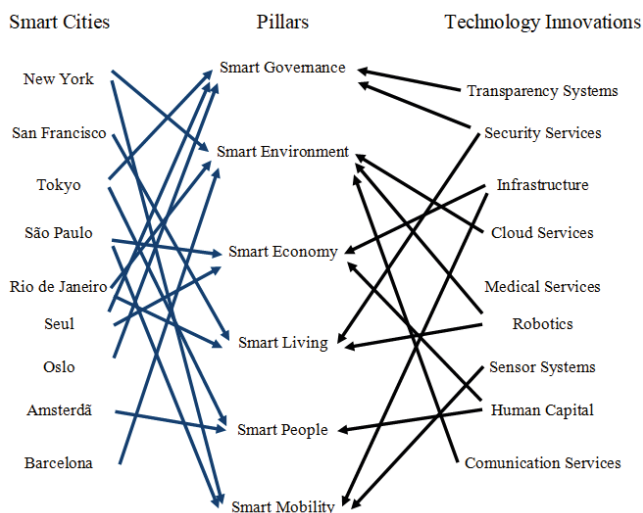 Smart Cities
Pillars
Technology Innovations
New York
San Francisco
Tokyo
São Paulo
Rio de Janeiro
Seul
Oslo
Amsterdã
Barcelona
Smart Governance
Smart Environment
Smart Economy
Smart Living
Smart People
Smart Mobility
Transparency Systems
Security Services
Infrastructure
Cloud Services
Medical Services
Robotics
Sensor Systems
Human Capital
Comunication Services